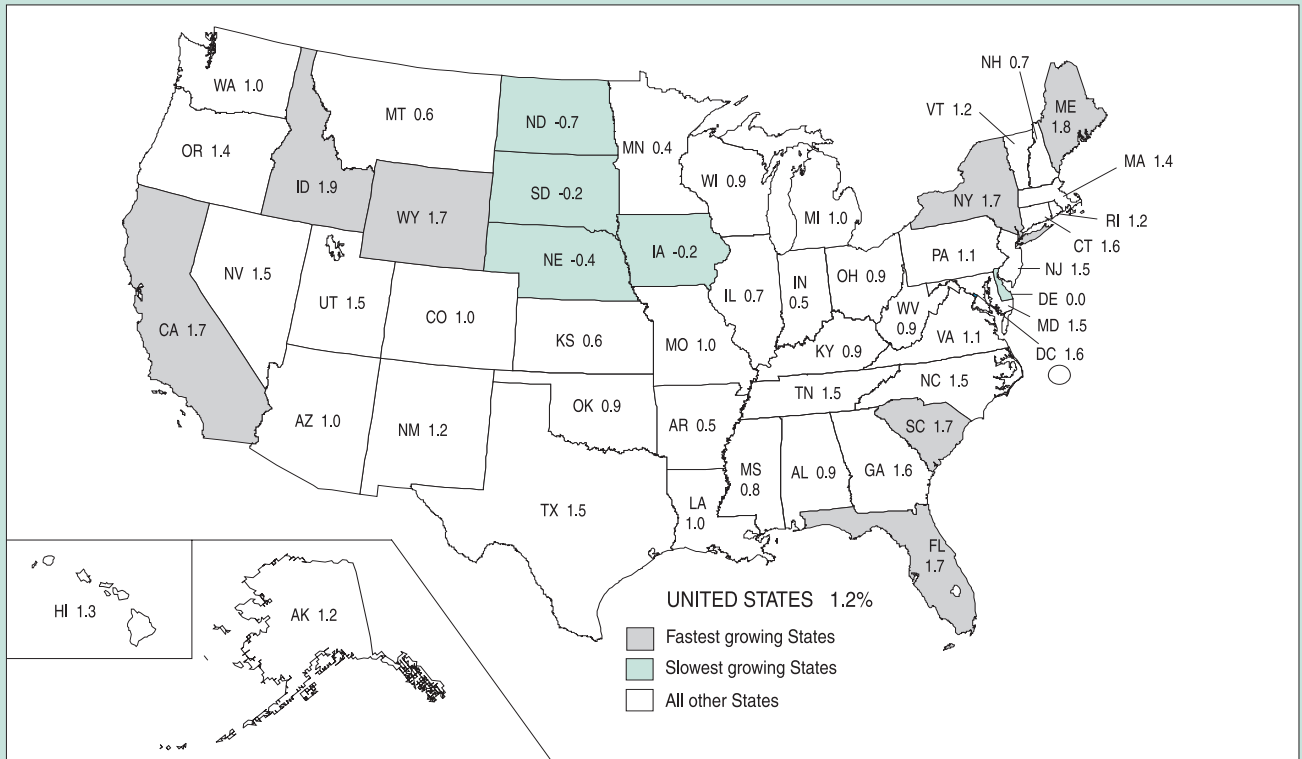 NH 0.7
ME
1.8
VT 1.2
WA 1.0
MT 0.6
ND -0.7
MN 0.4
OR 1.4
MA 1.4
ID 1.9
SD -0.2
WI 0.9
WY 1.7
MI 1.0
NY 1.7
RI 1.2
CT 1.6
NE -0.4
IA -0.2
PA 1.1
NJ 1.5
NV 1.5
UT 1.5
IL 0.7
IN
0.5
OH 0.9
DE 0.0
CO 1.0
WV
0.9
MD 1.5
CA 1.7
KS 0.6
MO 1.0
KY 0.9
VA 1.1
DC 1.6
TN 1.5
NC 1.5
AZ 1.0
NM 1.2
OK 0.9
AR 0.5
SC 1.7
MS
0.8
AL 0.9
GA 1.6
TX 1.5
LA
1.0
FL
1.7
HI 1.3
AK 1.2
UNITED STATES 1.2%
Fastest growing States
Slowest growing States
All other States